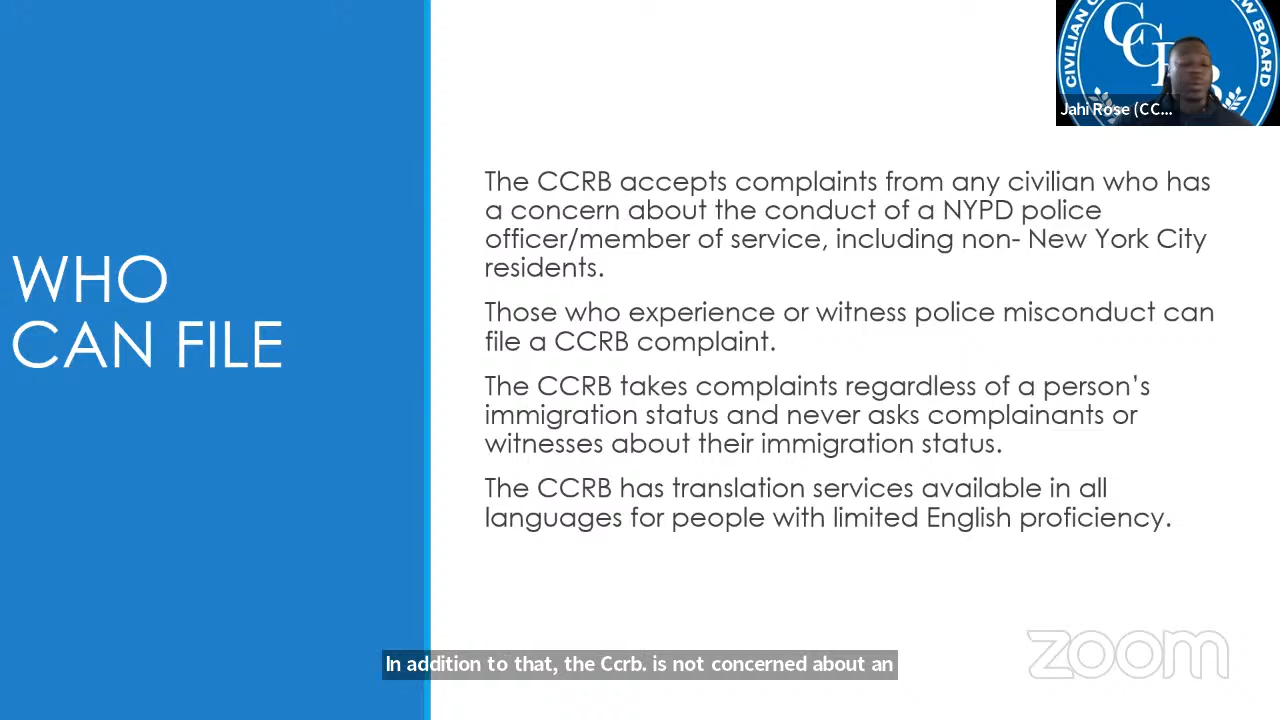 CIVILIAN C
W BOARD
CC
Jahi Rose (CC...
WHO
CAN FILE
The CCRB accepts complaints from any civilian who has
a concern about the conduct of a NYPD police
officer/member of service, including non- New York City
residents.
Those who experience or witness police misconduct can
file a CCRB complaint.
The CCRB takes complaints regardless of a person's
immigration status and never asks complainants or
witnesses about their immigration status.
The CCRB has translation services available in all
languages for people with limited English proficiency.
In addition to that, the Ccrb. is not concerned about an
zoom